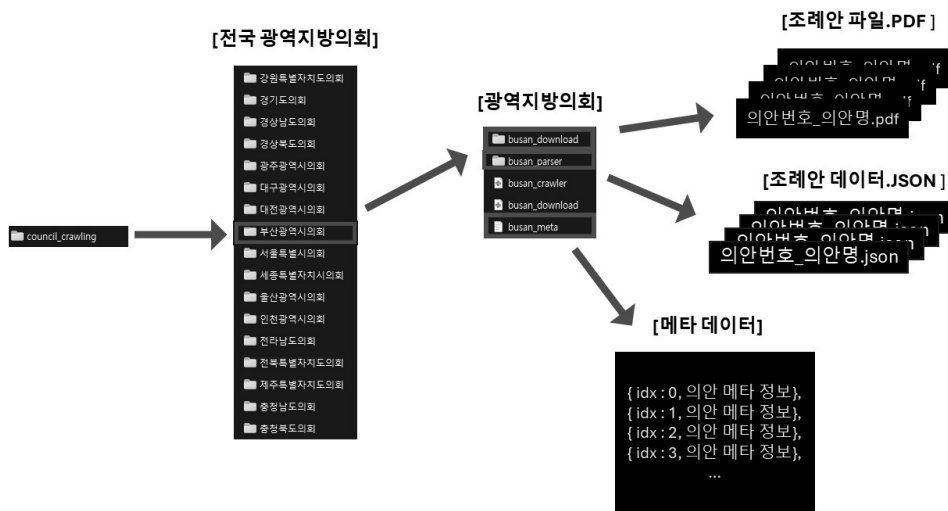 [조례안 파일.PDF ]
[전국 광역지방의회]
강원특별자치도의회
경기도의회
경상남도의회
경상북도의회
광주광역시의회
대구광역시의회
대전광역시의회
부산광역시의회
서울특별시의회
세종특별자치시의회
울산광역시의회
인천광역시의회
전라남도의회
전북특별자치도의회
제주특별자치도의회
충청남도의회
충청북도의회
council_crawling
[광역지방의회]
busan_download
busan_parser
busan_crawler
busan_download
busan_meta
의안번호_의안명.pdf
[조례안 데이터.JSON ]
의안번호_의안명.json
[메타 데이터]
{ idx : 0, 의안 메타 정보},
{ idx : 1, 의안 메타 정보},
{ idx : 2, 의안 메타 정보},
{ idx : 3, 의안 메타 정보},
...